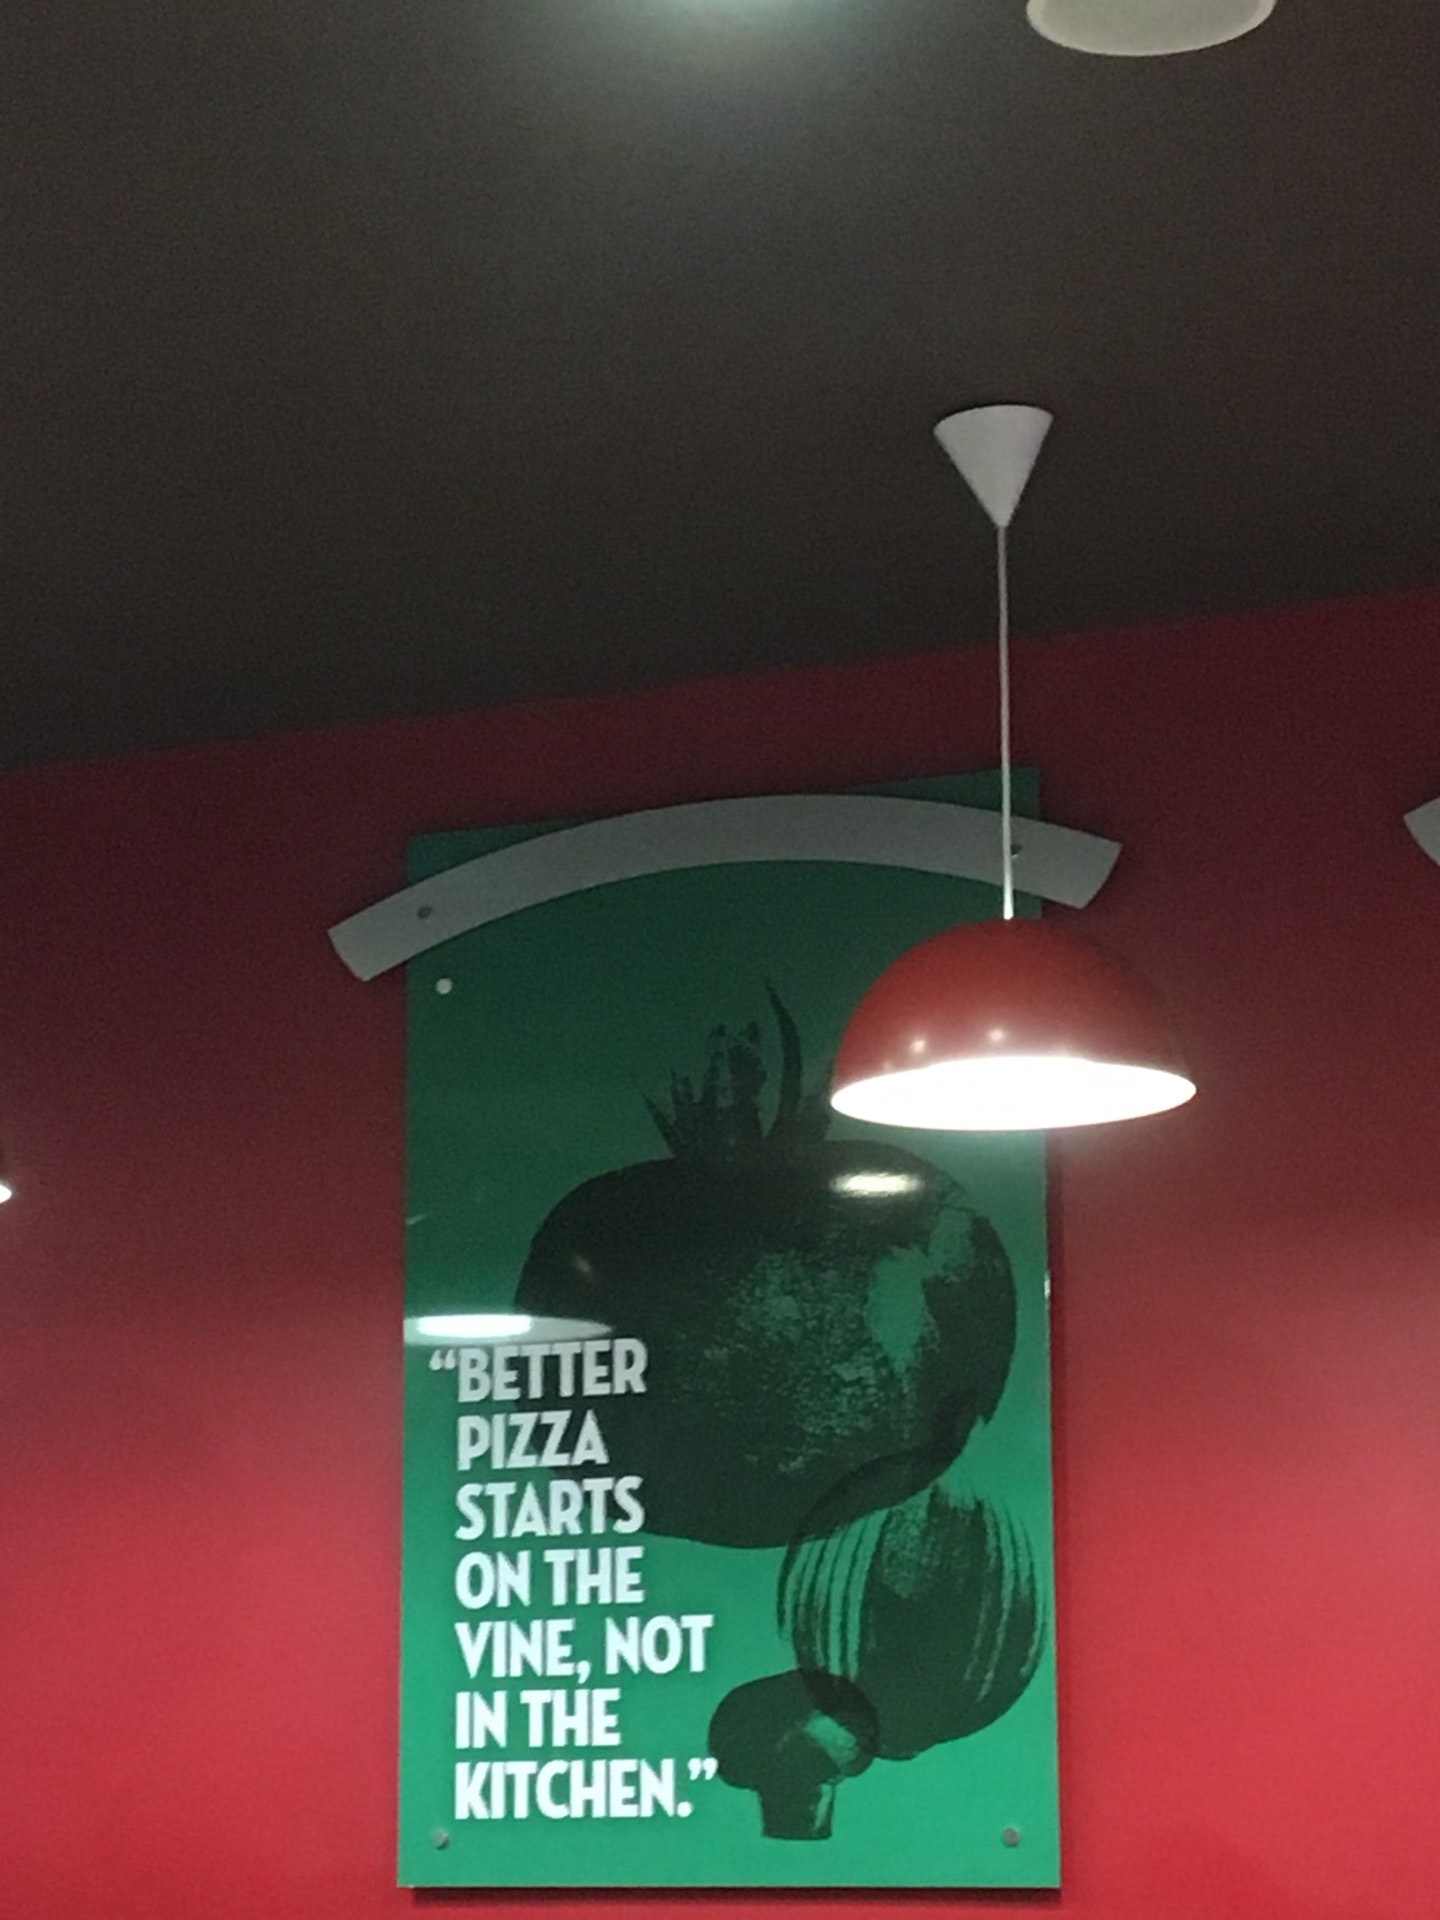 “BETTER
PIZZA
STARTS
ON THE
VINE, NOT
IN THE
KITCHEN.”